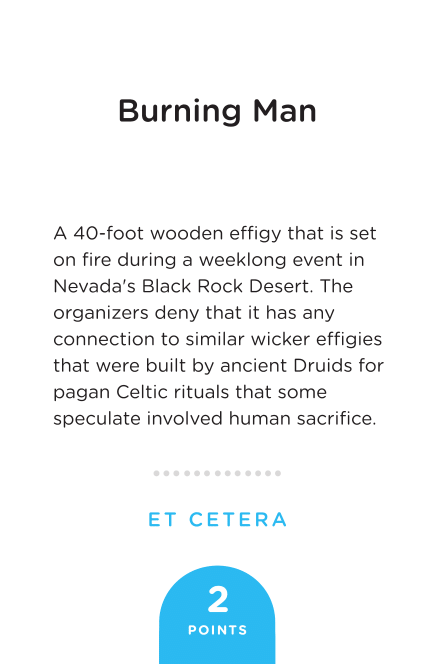 Burning Man
A 40-foot wooden effigy that is set
on fire during a weeklong event in
Nevada's Black Rock Desert. The
organizers deny that it has any
connection to similar wicker effigies
that were built by ancient Druids for
pagan Celtic rituals that some
speculate involved human sacrifice.
ET CETERA
2
POINTS